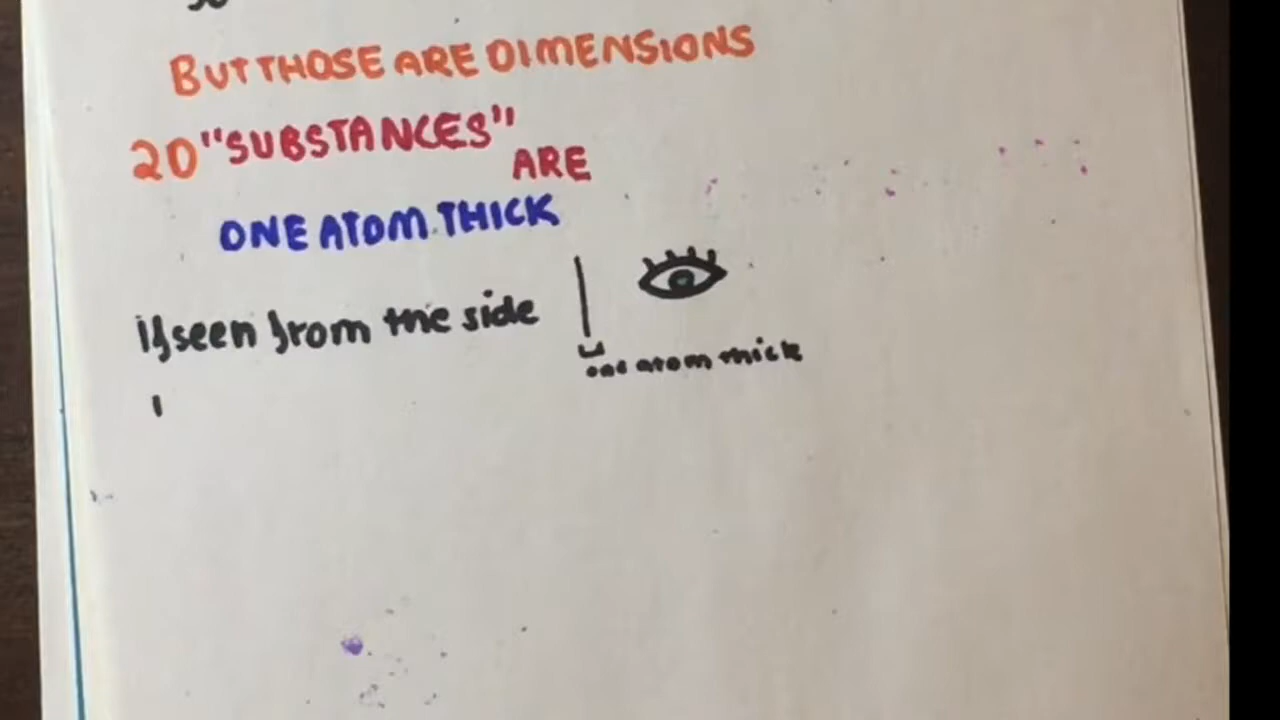 BUT THOSE ARE DIMENSIONS
2D "SUBSTANCES"
ARE
ONE ATOM THICK
If seen from the side
one atom thick